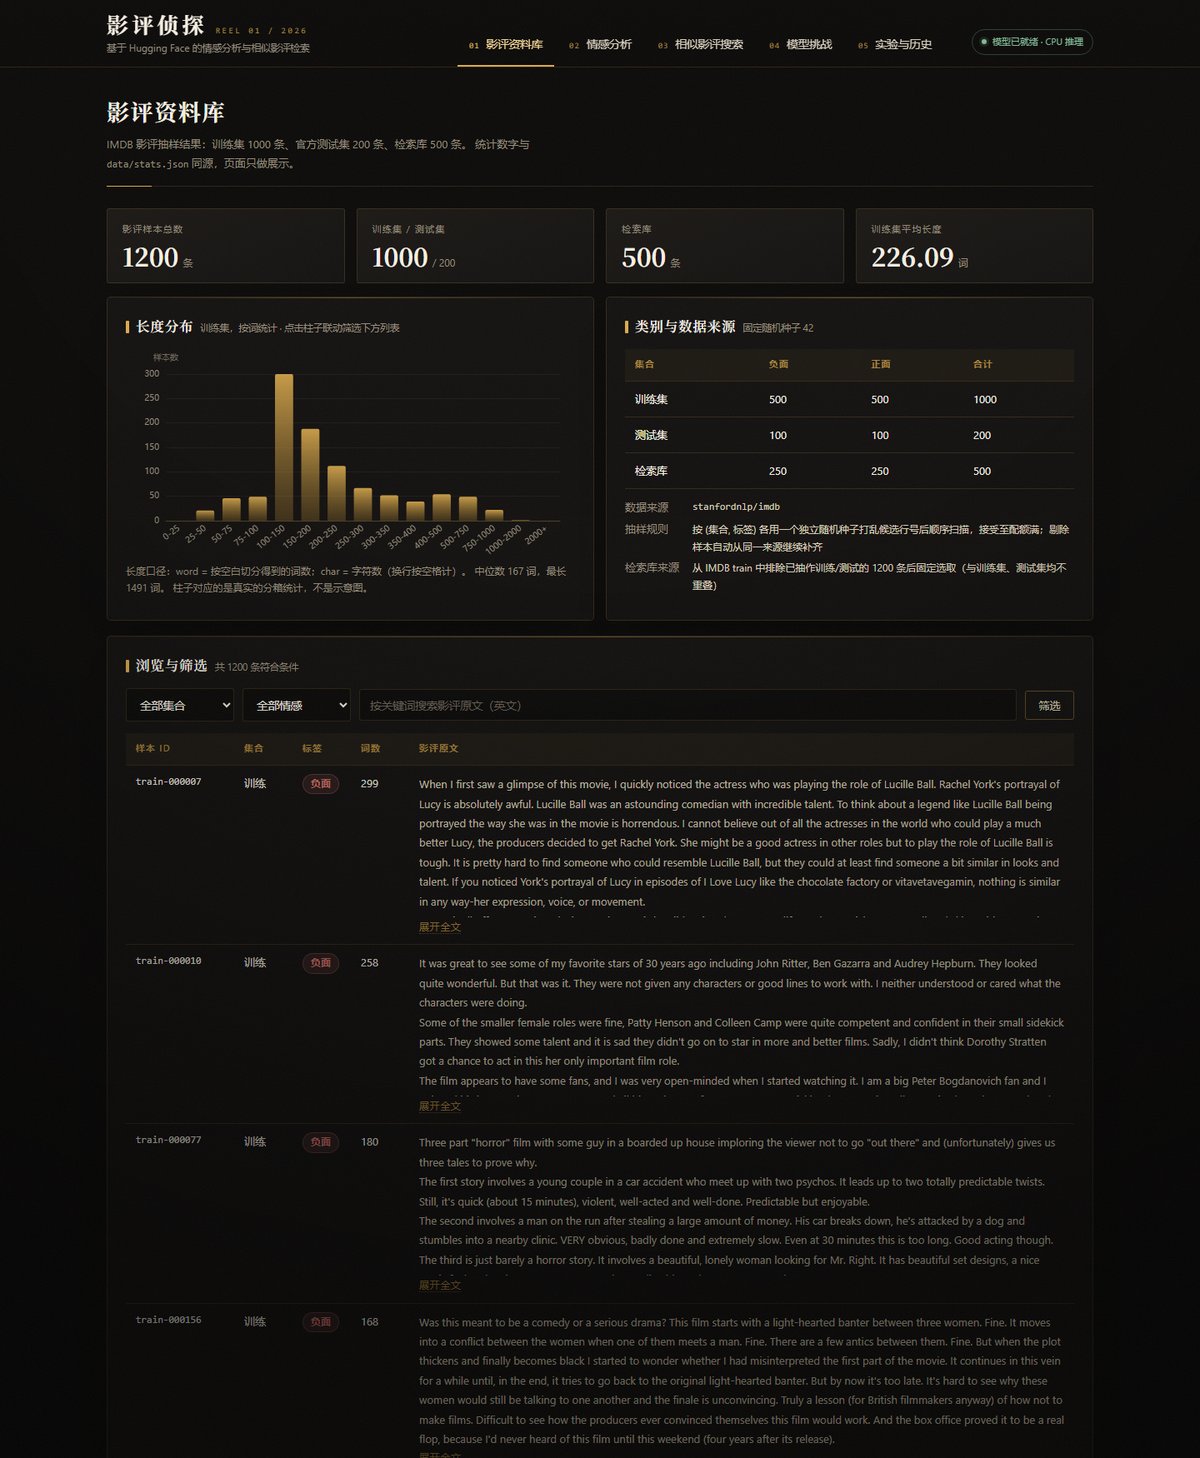 影评侦探 REEL 01 / 2026
基于 Hugging Face 的情感分析与相似影评检索
01 影评资料库
02 情感分析
03 相似影评搜索
04 模型挑战
05 实验与历史
模型已就绪 · CPU 推理
影评资料库
IMDB 影评抽样结果：训练集 1000 条、官方测试集 200 条、检索库 500 条。 统计数字与
data/stats.json 同源，页面只做展示。
影评样本总数
1200 条
训练集 / 测试集
1000 / 200
检索库
500 条
训练集平均长度
226.09 词
长度分布 训练集，按词统计 · 点击柱子联动筛选下方列表
样本数
300
250
200
150
100
50
0
0-25
25-50
50-75
75-100
100-150
150-200
200-250
250-300
300-350
350-400
400-500
500-750
750-1000
1000-2000
2000+
长度口径：word = 按空白切分得到的词数；char = 字符数（换行按空格计）。 中位数 167 词，最长
1491 词。 柱子对应的是真实的分箱统计，不是示意图。
类别与数据来源 固定随机种子 42
集合 负面 正面 合计
训练集 500 500 1000
测试集 100 100 200
检索库 250 250 500
数据来源 stanfordnlp/imdb
抽样规则 按 (集合, 标签) 各用一个独立随机种子打乱候选行号后顺序扫描，接受至配额满；剔除
样本自动从同一来源继续补齐
检索库来源 从 IMDB train 中排除已抽作训练/测试的 1200 条后固定选取（与训练集、测试集均不
重叠）
浏览与筛选 共 1200 条符合条件
全部集合
全部情感
按关键词搜索影评原文（英文）
筛选
样本 ID 集合 标签 词数 影评原文
train-000007 训练 负面 299 When I first saw a glimpse of this movie, I quickly noticed the actress who was playing the role of Lucille Ball. Rachel York's portrayal of
Lucy is absolutely awful. Lucille Ball was an astounding comedian with incredible talent. To think about a legend like Lucille Ball being
portrayed the way she was in the movie is horrendous. I cannot believe out of all the actresses in the world who could play a much
better Lucy, the producers decided to get Rachel York. She might be a good actress in other roles but to play the role of Lucille Ball is
tough. It is pretty hard to find someone who could resemble Lucille Ball, but they could at least find someone a bit similar in looks and
talent. If you noticed York's portrayal of Lucy in episodes of I Love Lucy like the chocolate factory or vitavetavegamin, nothing is similar
in any way-her expression, voice, or movement.
展开全文
train-000010 训练 负面 258 It was great to see some of my favorite stars of 30 years ago including John Ritter, Ben Gazarra and Audrey Hepburn. They looked
quite wonderful. But that was it. They were not given any characters or good lines to work with. I neither understood or cared what the
characters were doing.
Some of the smaller female roles were fine, Patty Henson and Colleen Camp were quite competent and confident in their small sidekick
parts. They showed some talent and it is sad they didn't go on to star in more and better films. Sadly, I didn't think Dorothy Stratten
got a chance to act in this her only important film role.
The film appears to have some fans, and I was very open-minded when I started watching it. I am a big Peter Bogdanovich fan and I
展开全文
train-000077 训练 负面 180 Three part "horror" film with some guy in a boarded up house imploring the viewer not to go "out there" and (unfortunately) gives us
three tales to prove why.
The first story involves a young couple in a car accident who meet up with two psychos. It leads up to two totally predictable twists.
Still, it's quick (about 15 minutes), violent, well-acted and well-done. Predictable but enjoyable.
The second involves a man on the run after stealing a large amount of money. His car breaks down, he's attacked by a dog and
stumbles into a nearby clinic. VERY obvious, badly done and extremely slow. Even at 30 minutes this is too long. Good acting though.
The third is just barely a horror story. It involves a beautiful, lonely woman looking for Mr. Right. It has beautiful set designs, a nice
展开全文
train-000156 训练 负面 168 Was this meant to be a comedy or a serious drama? This film starts with a light-hearted banter between three women. Fine. It moves
into a conflict between the women when one of them meets a man. Fine. There are a few antics between them. Fine. But when the plot
thickens and finally becomes black I started to wonder whether I had misinterpreted the first part of the movie. It continues in this vein
for a while until, in the end, it tries to go back to the original light-hearted banter. But by now it's too late. It's hard to see why these
women would still be talking to one another and the finale is unconvincing. Truly a lesson (for British filmmakers anyway) of how not to
make films. Difficult to see how the producers ever convinced themselves this film would work. And the box office proved it to be a real
flop, because I'd never heard of this film until this weekend (four years after its release).
展开全文